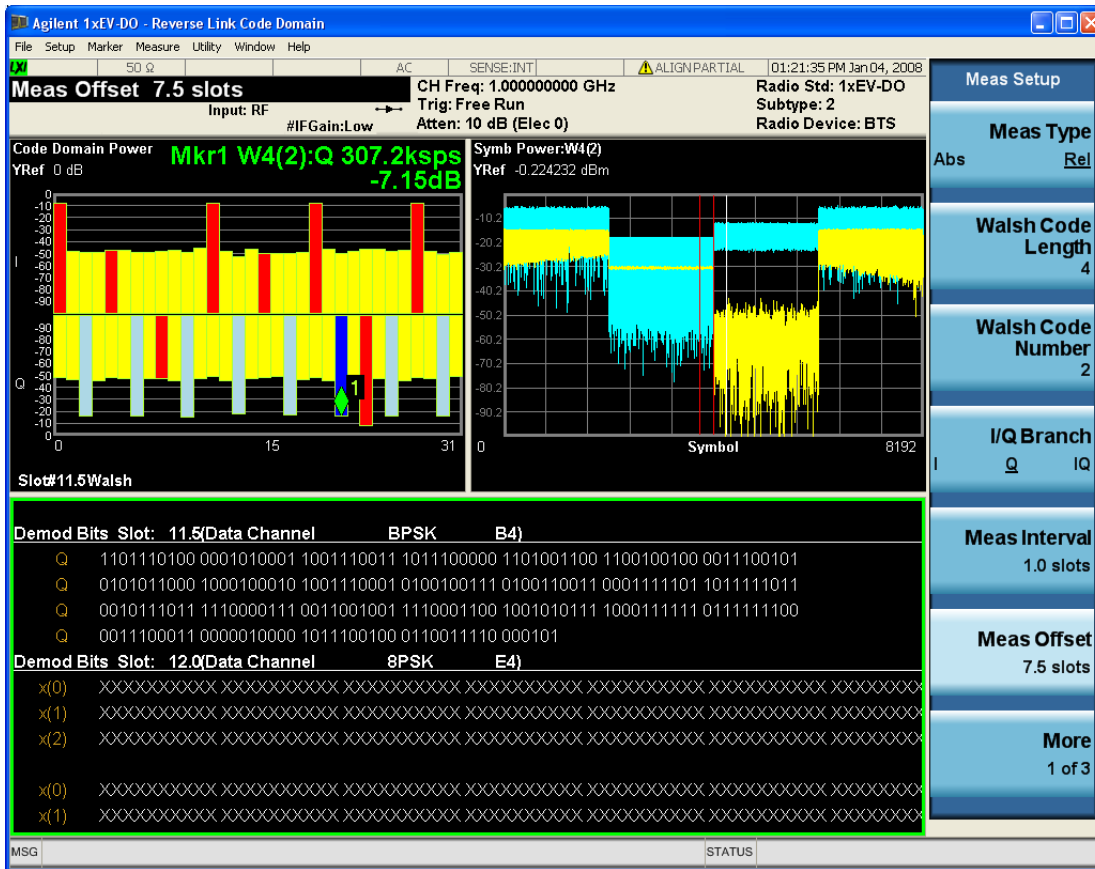 Agilent 1xEV-DO - Reverse Link Code Domain
File Setup Marker Measure Utility Window Help
LXI 50 Ω AC SENSE:INT ALIGN PARTIAL 01:21:35 PM Jan 04, 2008
Meas Offset 7.5 slots
Input: RF
#IFGain:Low
CH Freq: 1.000000000 GHz
Trig: Free Run
Atten: 10 dB (Elec 0)
Radio Std: 1xEV-DO
Subtype: 2
Radio Device: BTS
Code Domain Power
YRef 0 dB
Mkr1 W4(2):Q 307.2ksps
-7.15dB
0
-10
-20
-30
-40
-50
-60
-70
-80
-90
I
-90
-80
-70
-60
-50
-40
-30
-20
-10
0
Q
1
0 15 31
Slot#11.5Walsh
Symb Power:W4(2)
YRef -0.224232 dBm
-10.2
-20.2
-30.2
-40.2
-50.2
-60.2
-70.2
-80.2
-90.2
0 Symbol 8192
Demod Bits Slot: 11.5(Data Channel BPSK B4)
Q 1101110100 0001010001 1001110011 1011100000 1101001100 1100100100 0011100101
Q 0101011000 1000100010 1001110001 0100100111 0100110011 0001111101 1011111011
Q 0010111011 1110000111 0011001001 1110001100 1001010111 1000111111 0111111100
Q 0011100011 0000010000 1011100100 0110011110 000101
Demod Bits Slot: 12.0(Data Channel 8PSK E4)
x(0) XXXXXXXXXX XXXXXXXXXX XXXXXXXXXX XXXXXXXXXX XXXXXXXXXX XXXXXXXXXX XXXXXXXX
x(1) XXXXXXXXXX XXXXXXXXXX XXXXXXXXXX XXXXXXXXXX XXXXXXXXXX XXXXXXXXXX XXXXXXXX
x(2) XXXXXXXXXX XXXXXXXXXX XXXXXXXXXX XXXXXXXXXX XXXXXXXXXX XXXXXXXXXX XXXXXXXX
x(0) XXXXXXXXXX XXXXXXXXXX XXXXXXXXXX XXXXXXXXXX XXXXXXXXXX XXXXXXXXXX XXXXXXXX
x(1) XXXXXXXXXX XXXXXXXXXX XXXXXXXXXX XXXXXXXXXX XXXXXXXXXX XXXXXXXXXX XXXXXXXX
MSG STATUS
Meas Setup
Meas Type
Abs Rel
Walsh Code
Length
4
Walsh Code
Number
2
I/Q Branch
I Q IQ
Meas Interval
1.0 slots
Meas Offset
7.5 slots
More
1 of 3